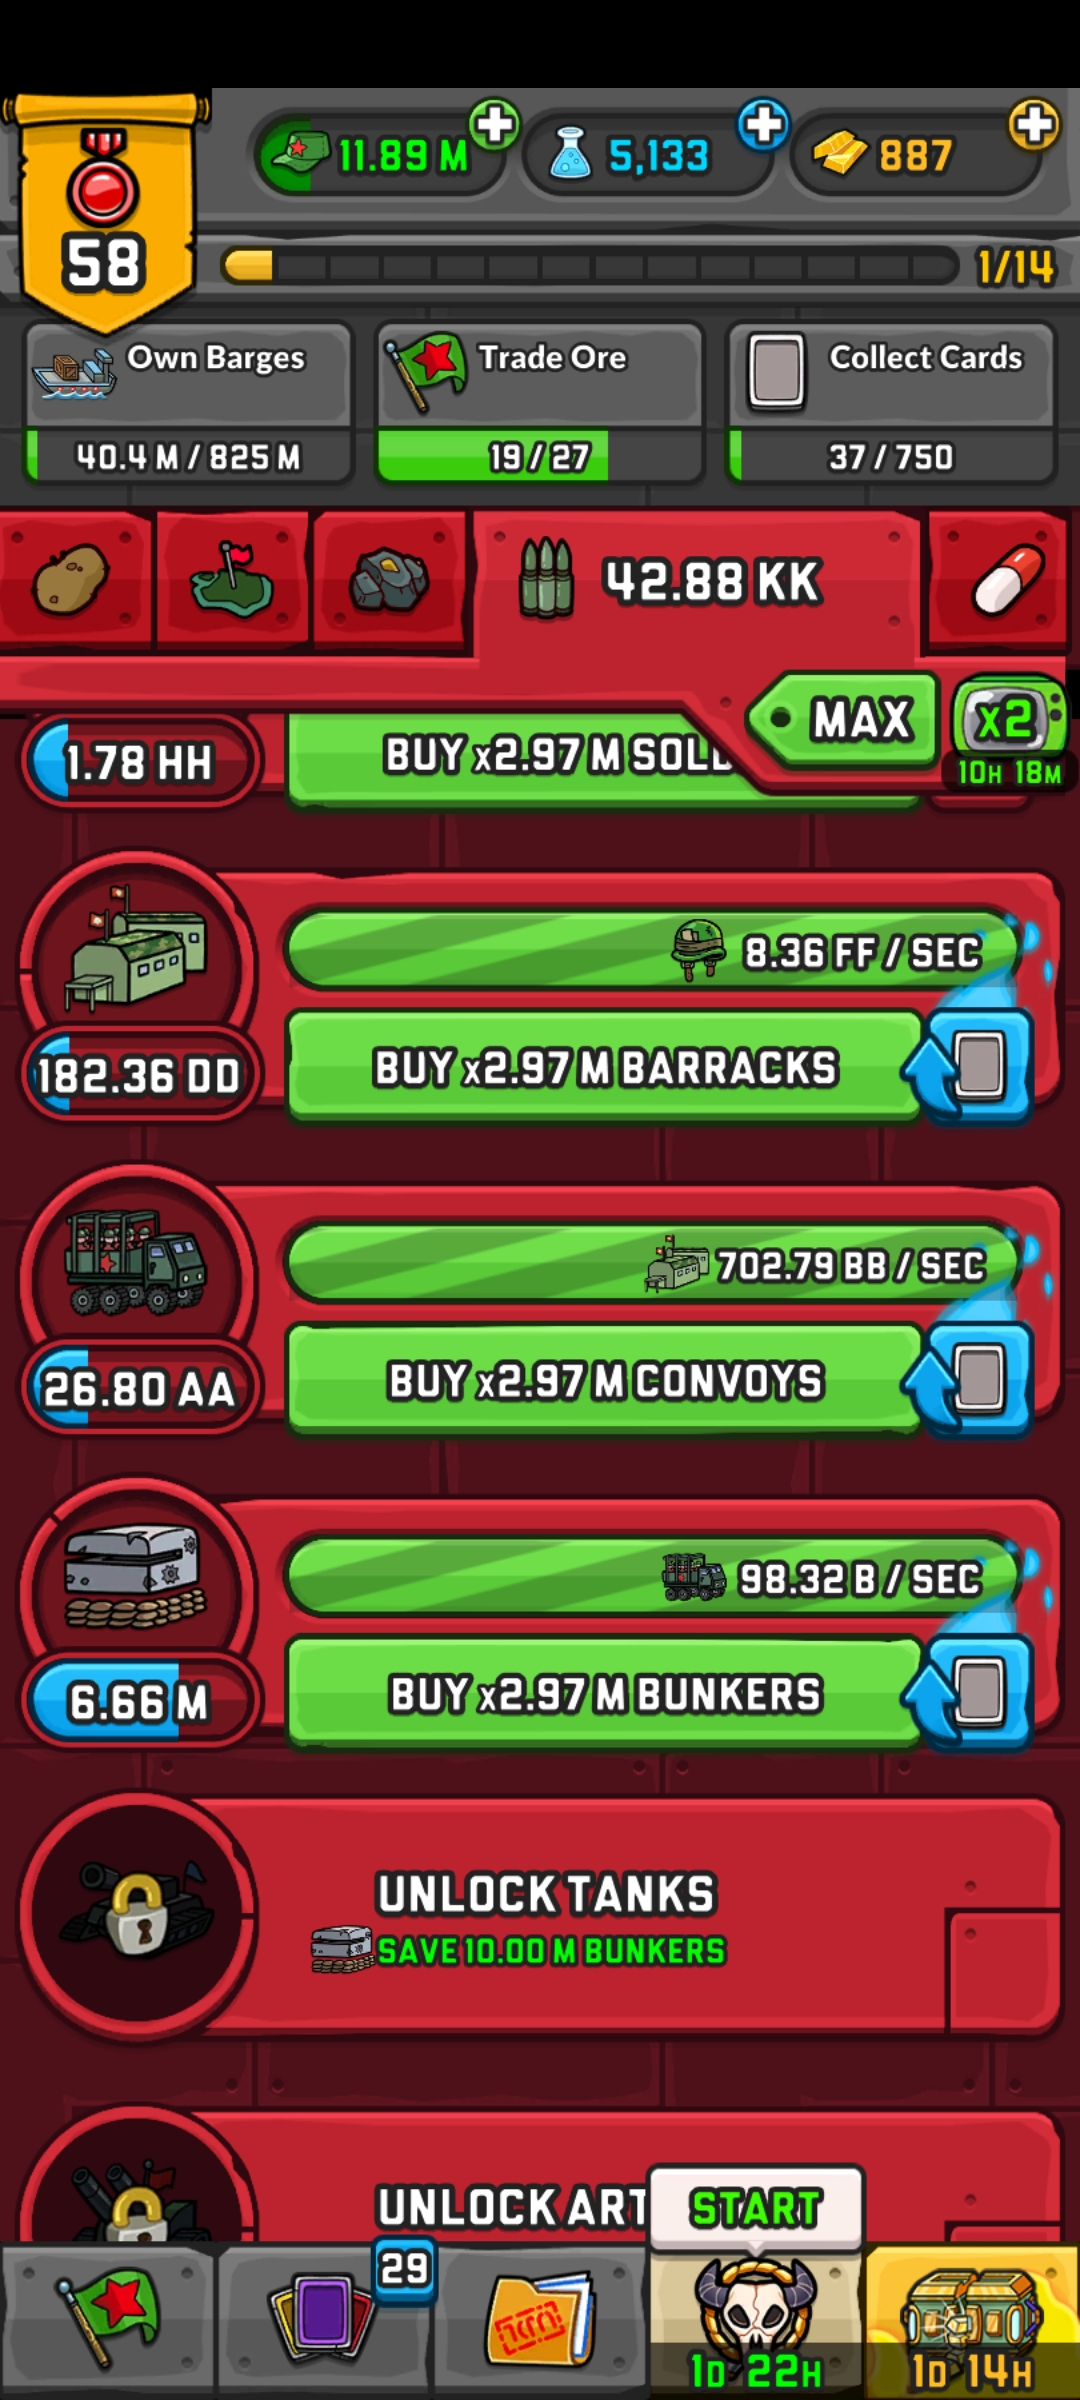 58
11.89 M
5,133
887
1/14
Own Barges
40.4 M / 825 M
Trade Ore
19 / 27
Collect Cards
37 / 750
42.88 KK
MAX
x2
10H 18M
1.78 HH
BUY x2.97 M SOL
8.36 FF / SEC
182.36 DD
BUY x2.97 M BARRACKS
702.79 BB / SEC
26.80 AA
BUY x2.97 M CONVOYS
98.32 B / SEC
6.66 M
BUY x2.97 M BUNKERS
UNLOCK TANKS
SAVE 10.00 M BUNKERS
UNLOCK ART
START
29
1D 22H
1D 14H